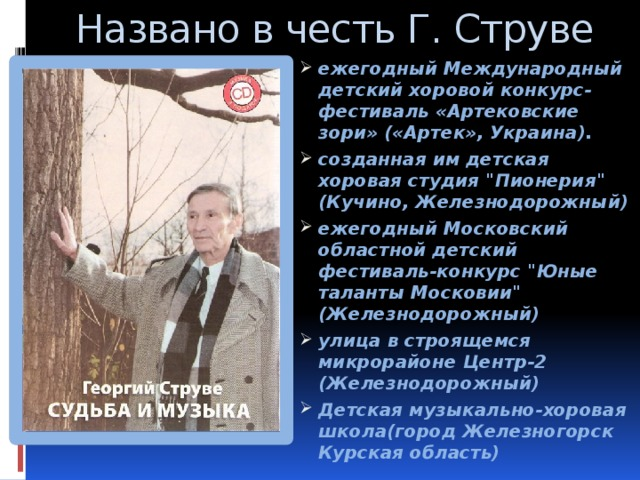 Названо в честь Г. Струве
ежегодный Международный
детский хоровой конкурс-
фестиваль «Артековские
зори» («Артек», Украина).
созданная им детская
хоровая студия "Пионерия"
(Кучино, Железнодорожный)
ежегодный Московский
областной детский
фестиваль-конкурс "Юные
таланты Московии"
(Железнодорожный)
улица в строящемся
микрорайоне Центр-2
(Железнодорожный)
Детская музыкально-хоровая
школа(город Железногорск
Курская область)
CD
Георгий Струве
СУДЬБА И МУЗЫКА